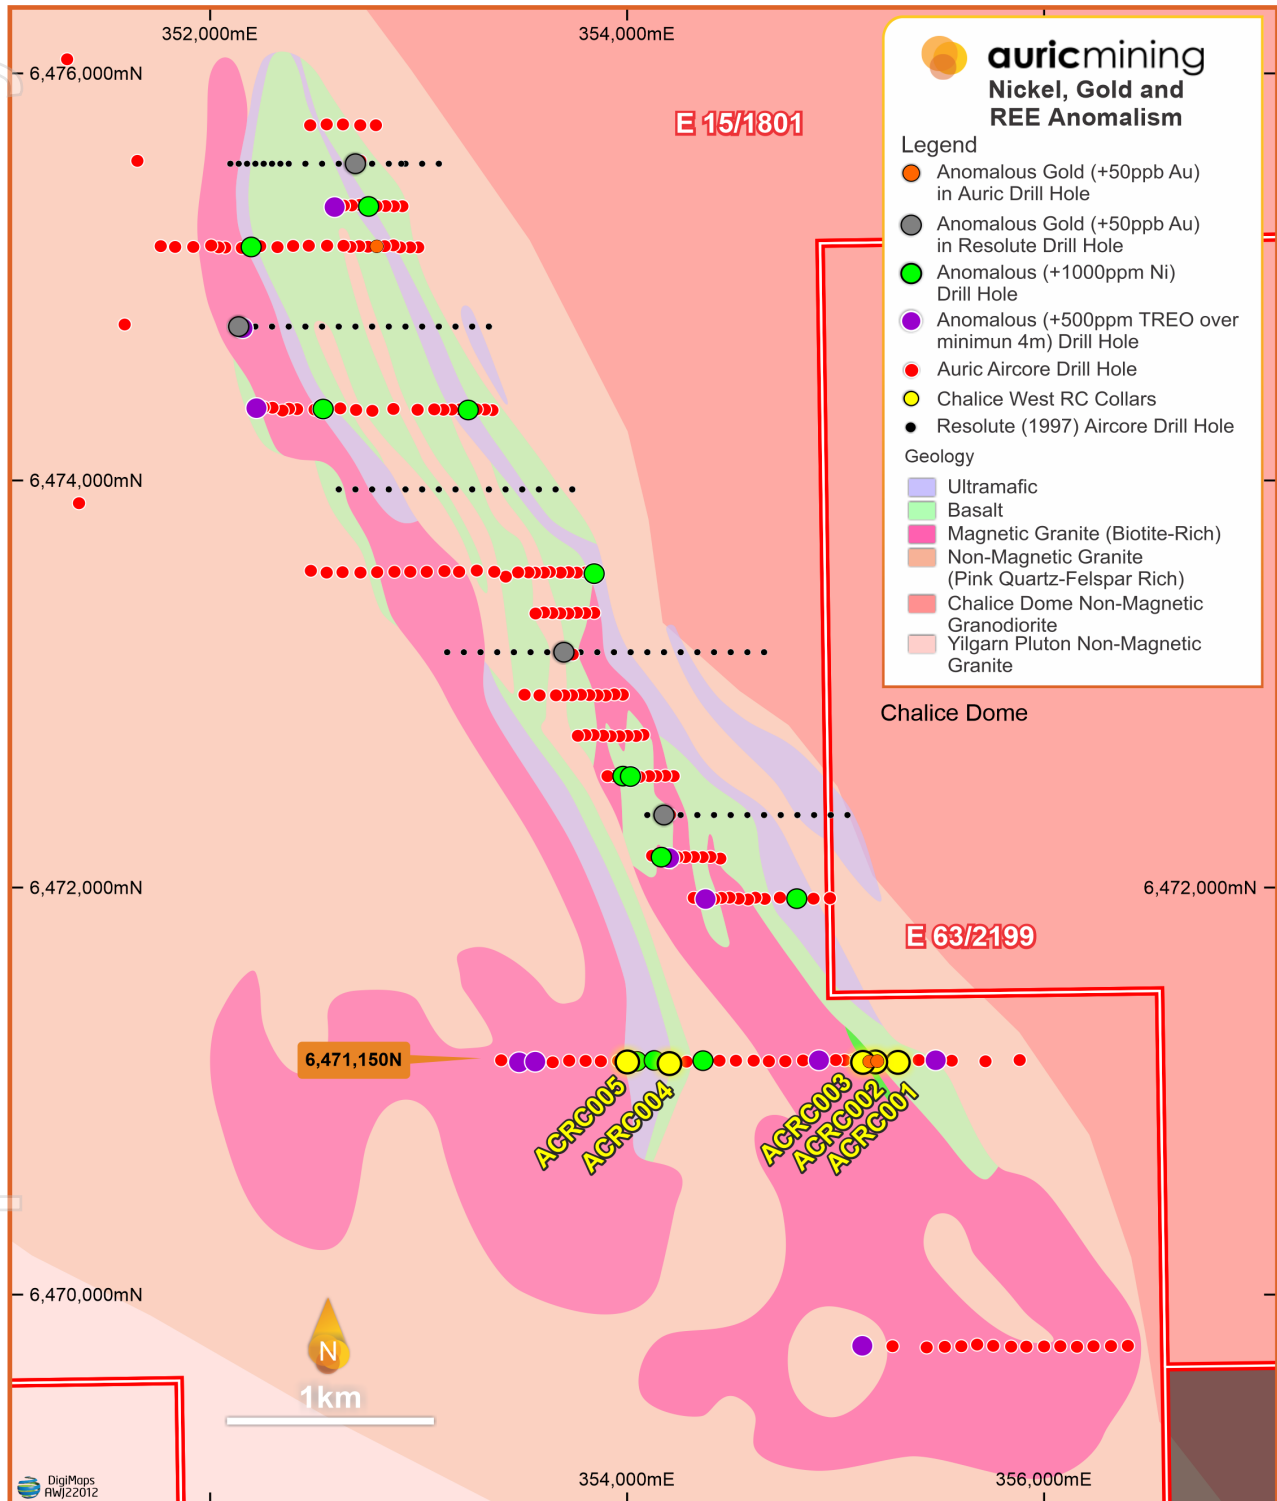 352,000mE
354,000mE
6,476,000mN
E 15/1801
auricmining
Nickel, Gold and
REE Anomalism
Legend
Anomalous Gold (+50ppb Au)
in Auric Drill Hole
Anomalous Gold (+50ppb Au)
in Resolute Drill Hole
Anomalous (+1000ppm Ni)
Drill Hole
Anomalous (+500ppm TREO over
minimun 4m) Drill Hole
Auric Aircore Drill Hole
Chalice West RC Collars
Resolute (1997) Aircore Drill Hole
Geology
Ultramafic
Basalt
Magnetic Granite (Biotite-Rich)
Non-Magnetic Granite
(Pink Quartz-Felspar Rich)
Chalice Dome Non-Magnetic
Granodiorite
Yilgarn Pluton Non-Magnetic
Granite
6,474,000mN
Chalice Dome
6,472,000mN
6,472,000mN
E 63/2199
6,471,150N
ACRC005
ACRC004
ACRC003
ACRC002
ACRC001
6,470,000mN
N
1km
354,000mE
356,000mE
DigiMaps
AWJ22012